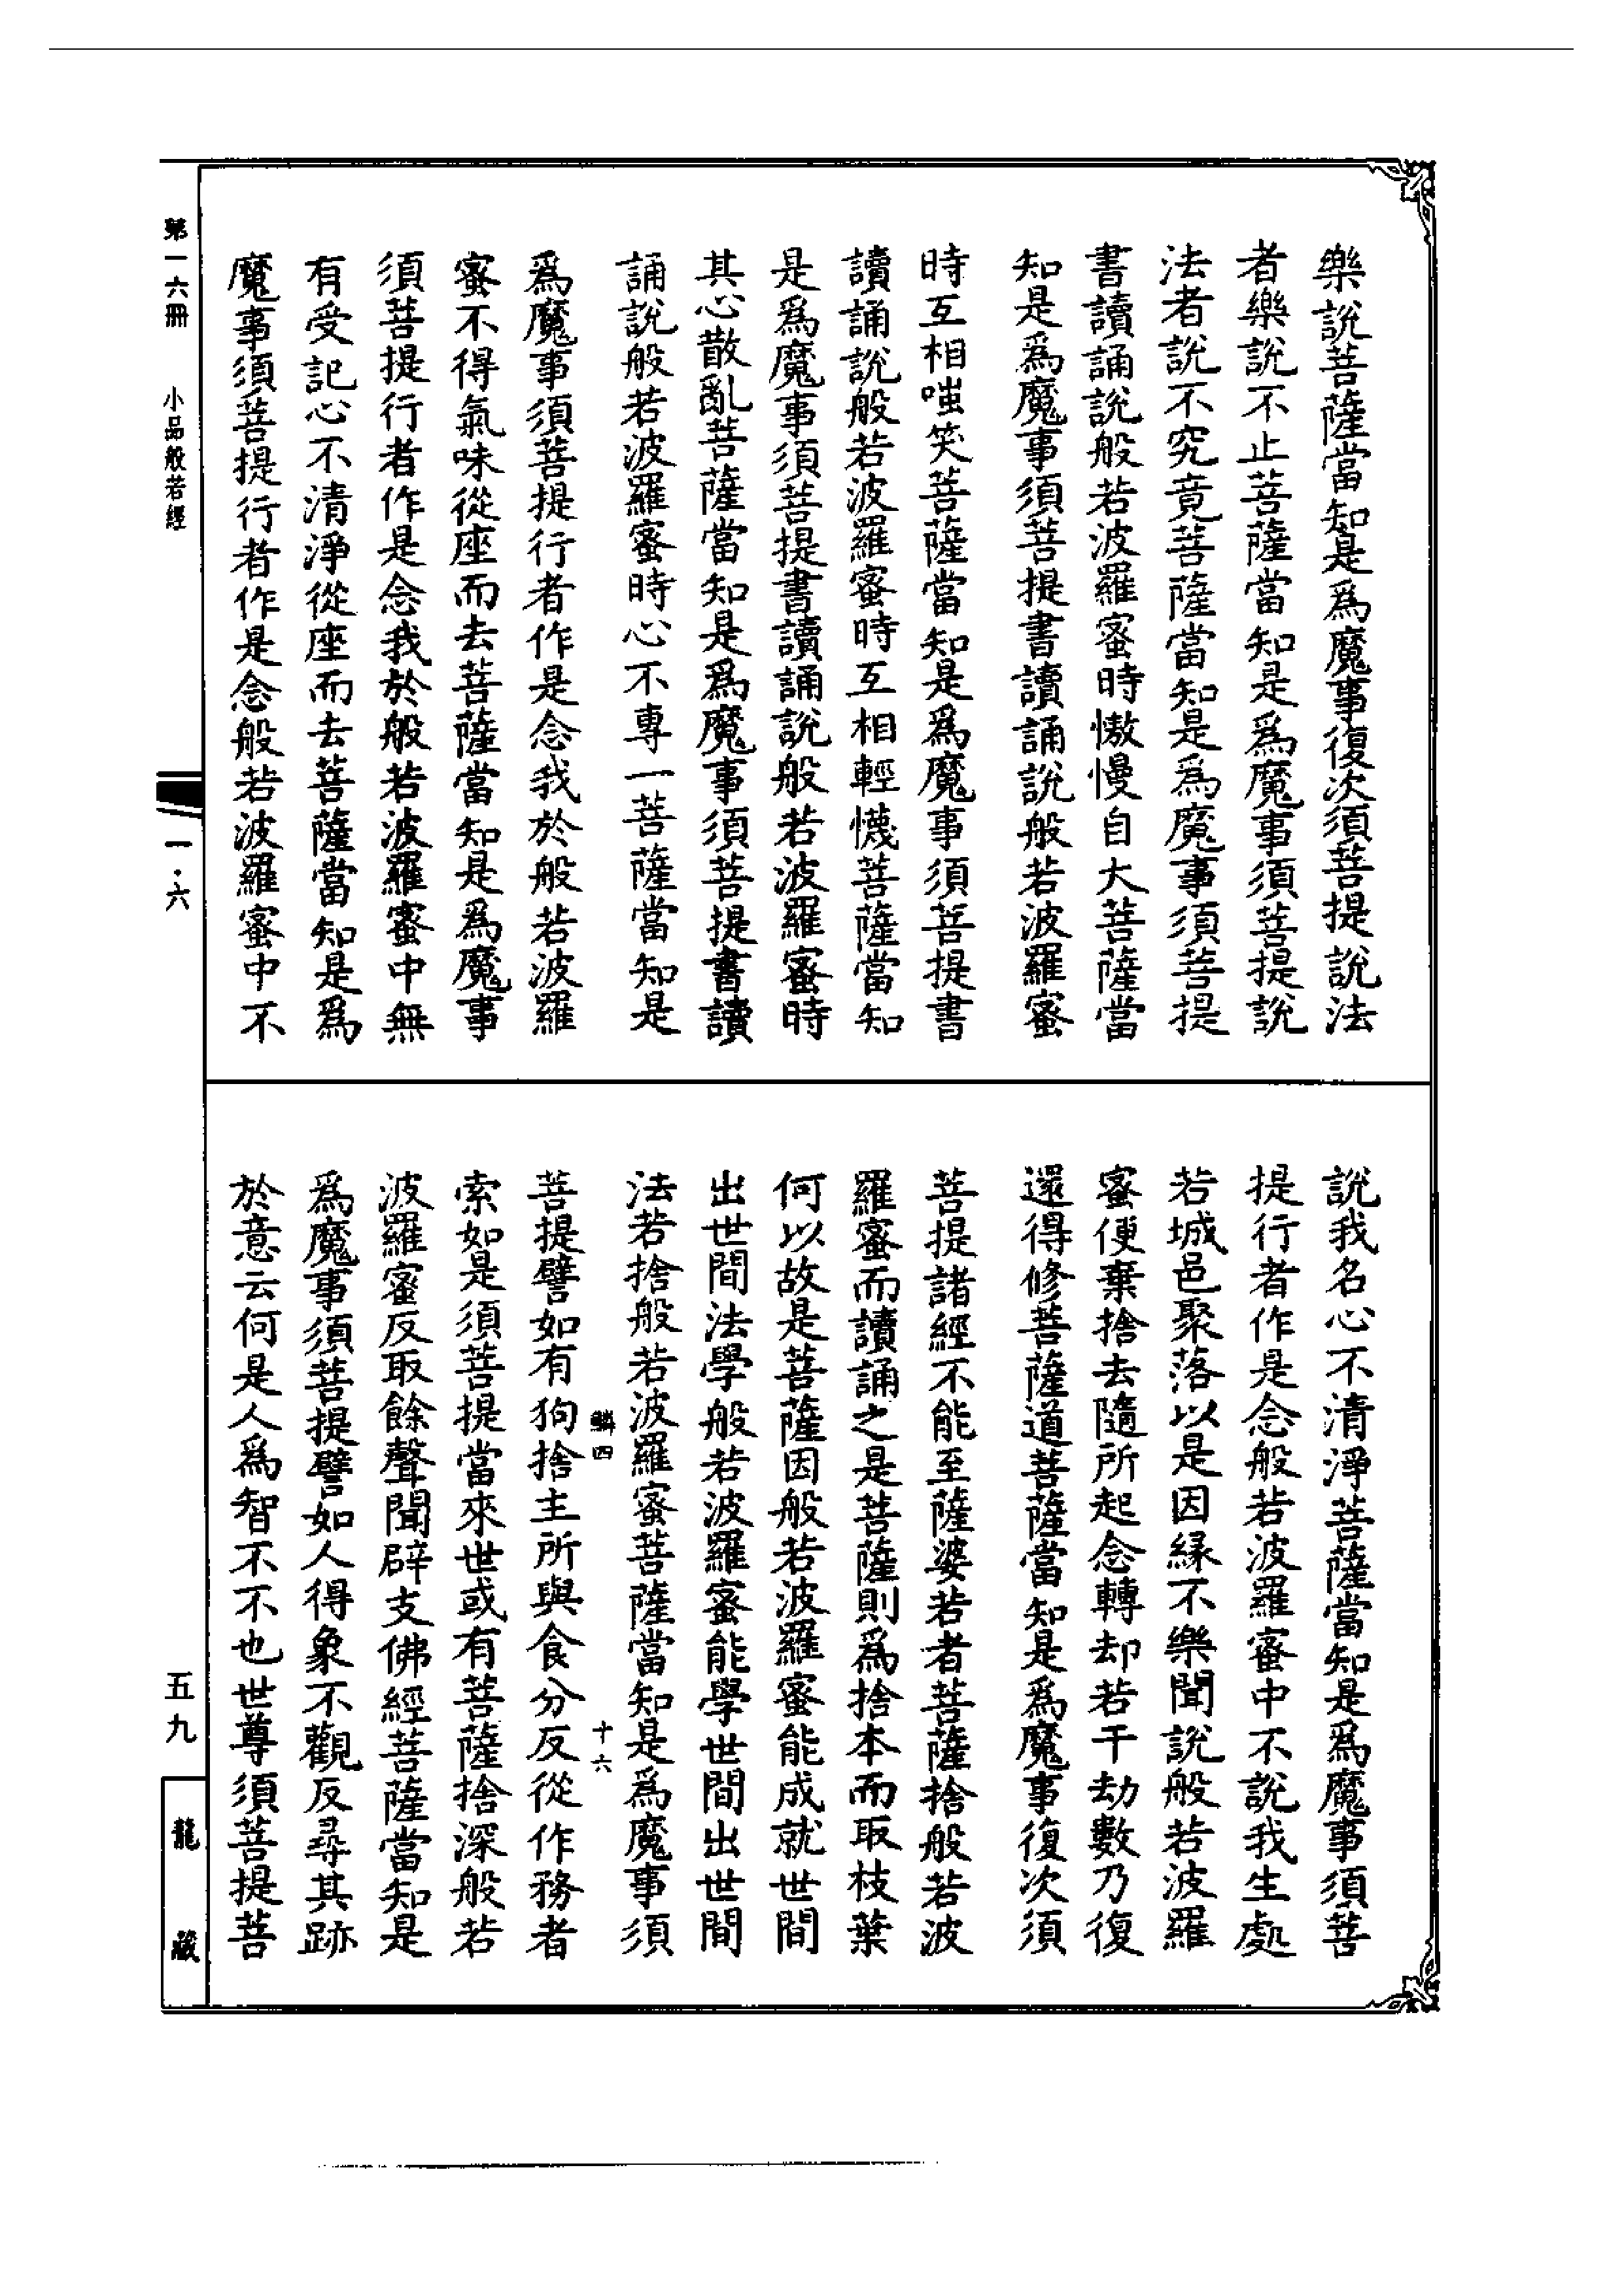 樂說菩薩當知是為魔事復次須菩提說法
者樂說不止菩薩當知是為魔事須菩提說
法者說不究竟菩薩當知是為魔事須菩提
書讀誦說般若波羅蜜時憿慢自大菩薩當
知是為魔事須菩提書讀誦說般若波羅蜜
時互相嗤笑菩薩當知是為魔事須菩提書
讀誦說般若波羅蜜時互相輕懱菩薩當知
是為魔事須菩提書讀誦說般若波羅蜜時
其心散亂菩薩當知是為魔事須菩提書讀
誦說般若波羅蜜時心不專一菩薩當知是
為魔事須菩提行者作是念我於般若波羅
蜜不得氣味從座而去菩薩當知是為魔事
須菩提行者作是念我於般若波羅蜜中無
有受記心不清淨從座而去菩薩當知是為
魔事須菩提行者作是念般若波羅蜜中不
說我名心不清淨菩薩當知是為魔事須菩
提行者作是念般若波羅蜜中不說我生處
若城邑聚落以是因緣不樂聞說般若波羅
蜜便棄捨去隨所起念轉却若干劫數乃復
還得修菩薩道菩薩當知是為魔事復次須
菩提諸經不能至薩婆若者菩薩捨般若波
羅蜜而讀誦之是菩薩則為捨本而取枝葉
何以故是菩薩因般若波羅蜜能成就世間
出世間法學般若波羅蜜能學世間出世間
法若捨般若波羅蜜菩薩當知是為魔事須
鱗四 十六
菩提譬如有狗捨主所與食分反從作務者
索如是須菩提當來世或有菩薩捨深般若
波羅蜜反取餘聲聞辟支佛經菩薩當知是
為魔事須菩提譬如人得象不觀反尋其跡
於意云何是人為智不不也世尊須菩提菩
第一六冊 小品般若經
一·六
五九
龍藏